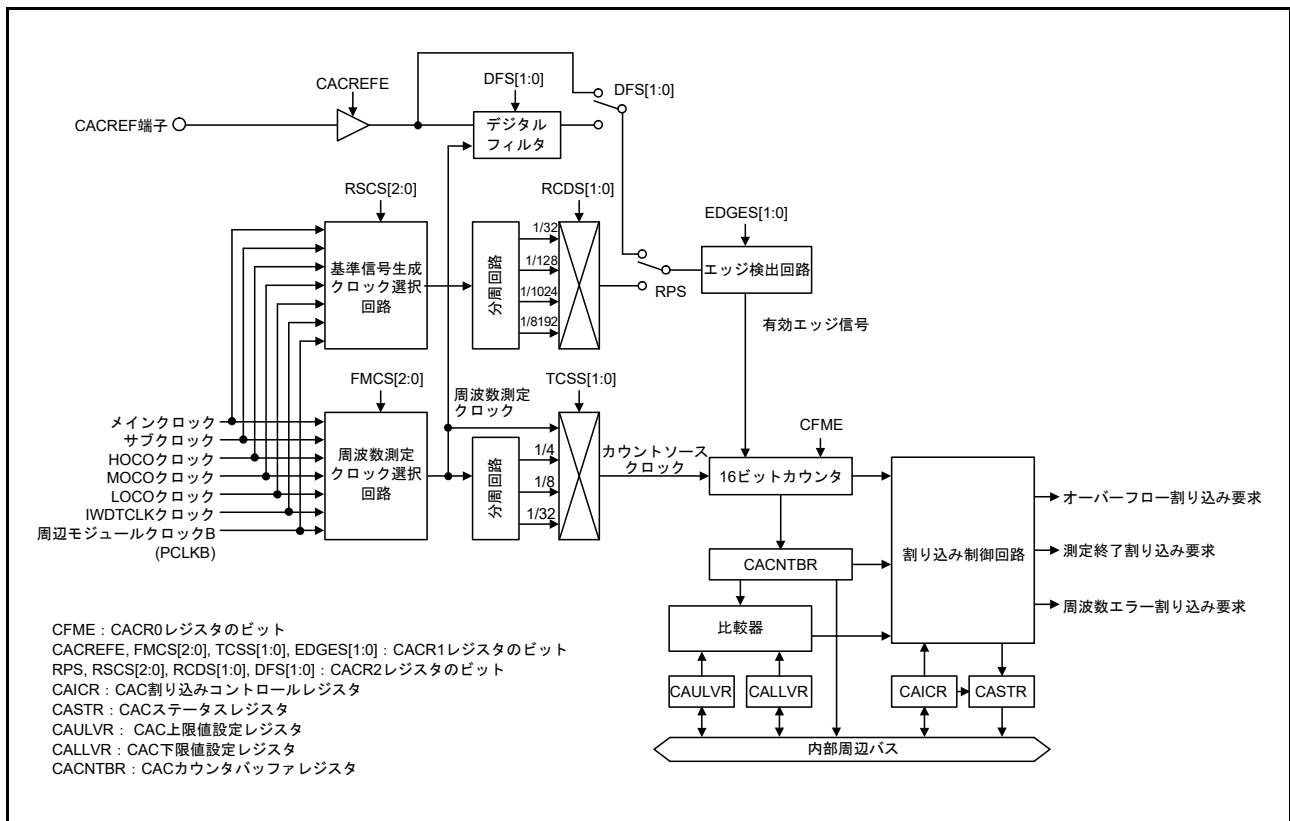 CACREFE
DFS[1:0]
DFS[1:0]
CACREF端子
デジタル
フィルタ
RSCS[2:0]
RCDS[1:0]
EDGES[1:0]
基準信号生成
クロック選択
回路
分周回路
1/32
1/128
1/1024
1/8192
RPS
エッジ検出回路
有効エッジ信号
FMCS[2:0]
周波数測定
クロック
TCSS[1:0]
CFME
メインクロック
サブクロック
HOCOクロック
MOCOクロック
LOCOクロック
IWDTCLKクロック
周辺モジュールクロックB
(PCLKB)
周波数測定
クロック選択
回路
分周回路
1/4
1/8
1/32
カウントソース
クロック
16ビットカウンタ
CACNTBR
比較器
CAULVR
CALLVR
割り込み制御回路
オーバーフロー割り込み要求
測定終了割り込み要求
周波数エラー割り込み要求
CAICR
CASTR
内部周辺バス
CFME : CACR0レジスタのビット
CACREFE, FMCS[2:0], TCSS[1:0], EDGES[1:0] : CACR1レジスタのビット
RPS, RSCS[2:0], RCDS[1:0], DFS[1:0] : CACR2レジスタのビット
CAICR : CAC割り込みコントロールレジスタ
CASTR : CACステータスレジスタ
CAULVR : CAC上限値設定レジスタ
CALLVR : CAC下限値設定レジスタ
CACNTBR : CACカウンタバッファレジスタ